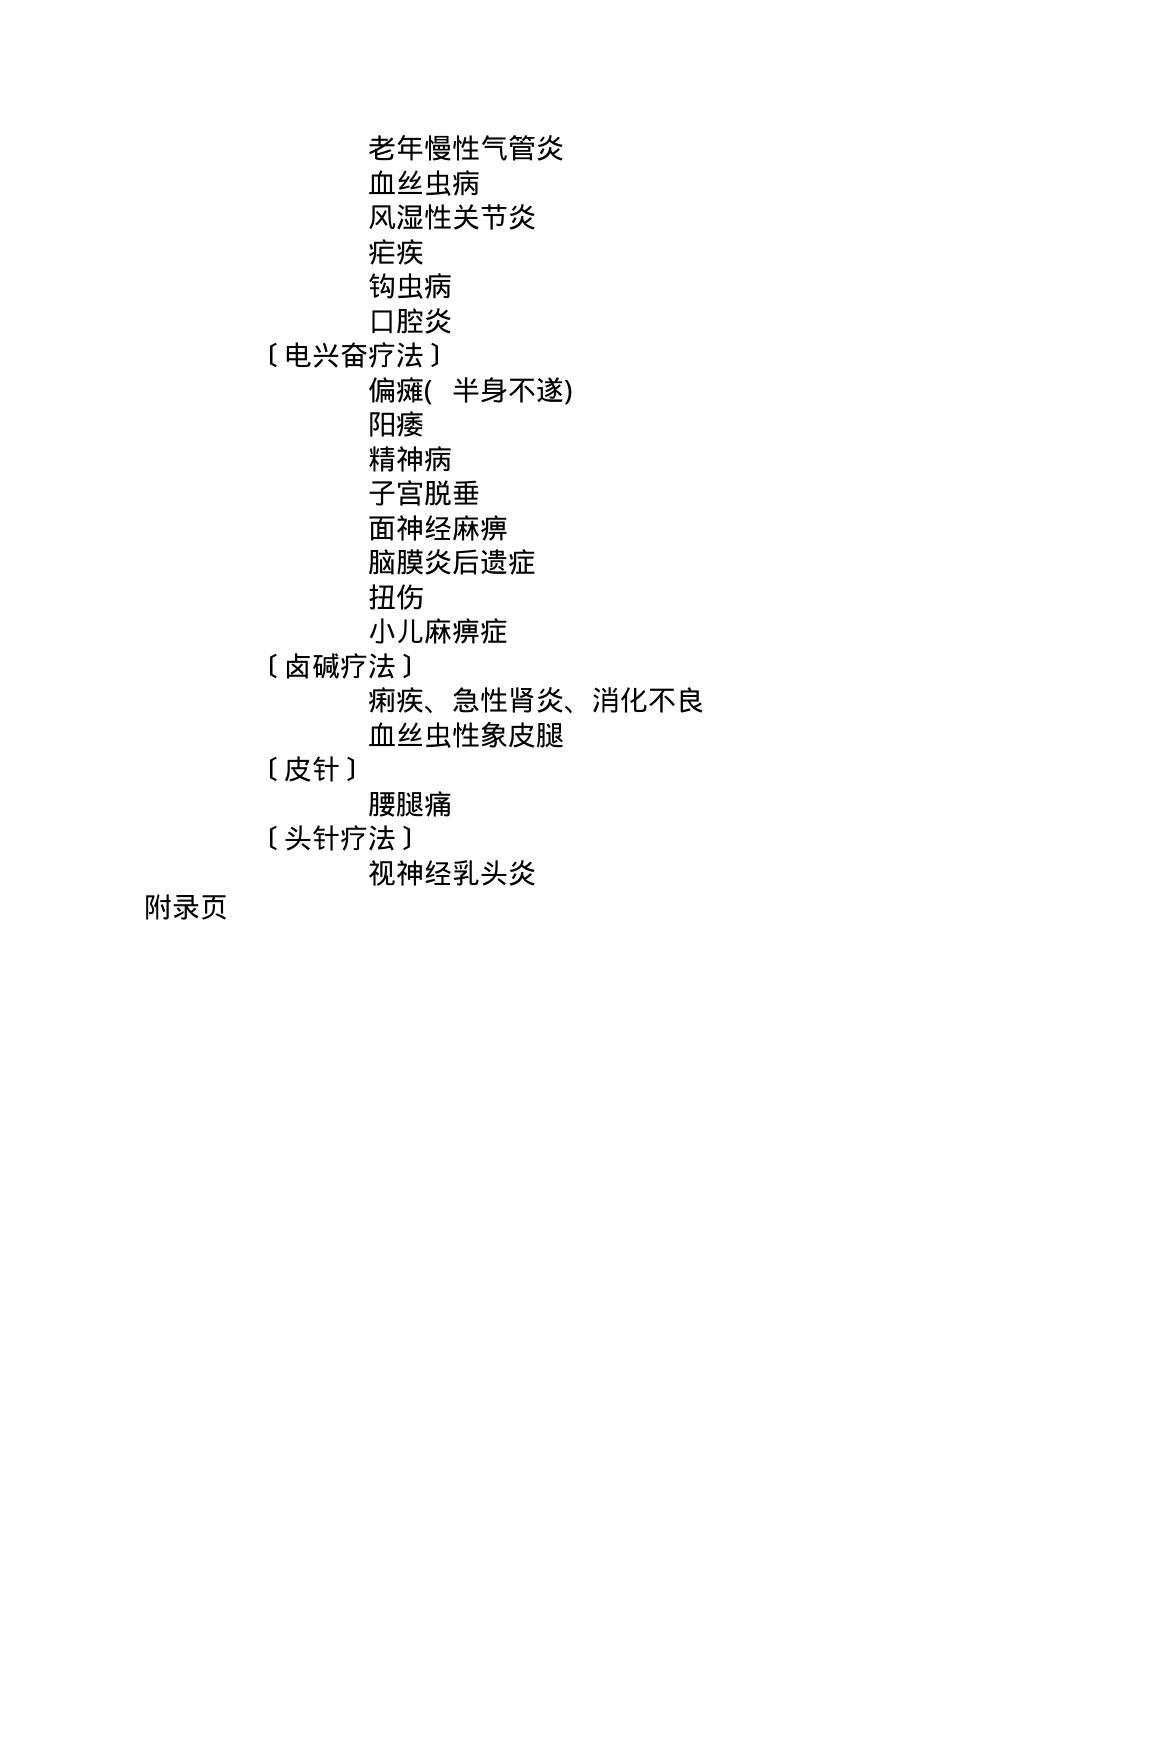 老年慢性气管炎
血丝虫病
风湿性关节炎
疟疾
钩虫病
口腔炎
〔电兴奋疗法〕
偏瘫( 半身不遂)
阳痿
精神病
子宫脱垂
面神经麻痹
脑膜炎后遗症
扭伤
小儿麻痹症
〔卤碱疗法〕
痢疾、急性肾炎、消化不良
血丝虫性象皮腿
〔皮针〕
腰腿痛
〔头针疗法〕
视神经乳头炎
附录页